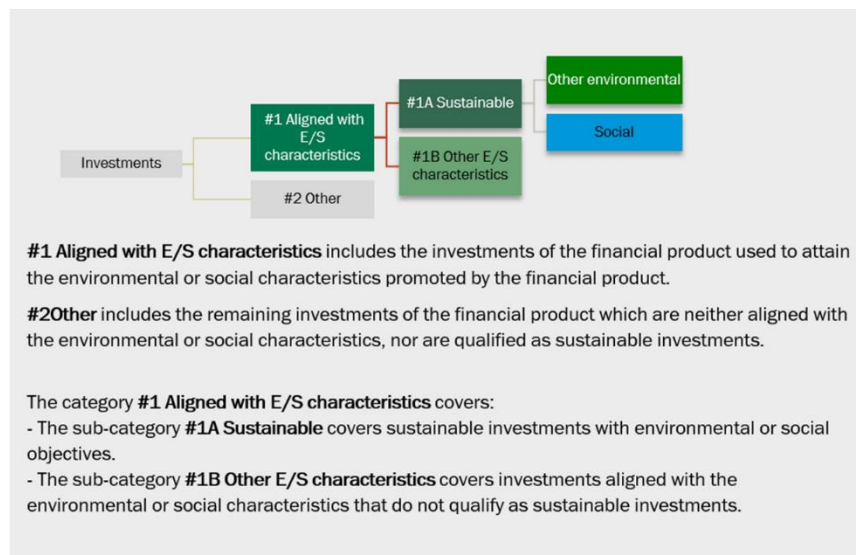 Other environmental
#1A Sustainable
#1 Aligned with
E/S
characteristics
Social
Investments
#1B Other E/S
characteristics
#2 Other
#1 Aligned with E/S characteristics includes the investments of the financial product used to attain
the environmental or social characteristics promoted by the financial product.
#2Other includes the remaining investments of the financial product which are neither aligned with
the environmental or social characteristics, nor are qualified as sustainable investments.
The category #1 Aligned with E/S characteristics covers:
- The sub-category #1A Sustainable covers sustainable investments with environmental or social
objectives.
- The sub-category #1B Other E/S characteristics covers investments aligned with the
environmental or social characteristics that do not qualify as sustainable investments.